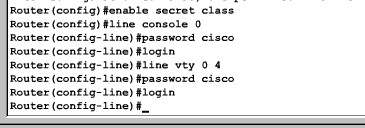 Router(config)#enable secret class
Router(config)#line console 0
Router(config-line)#password cisco
Router(config-line)#login
Router(config-line)#line vty 0 4
Router(config-line)#password cisco
Router(config-line)#login
Router(config-line)#_